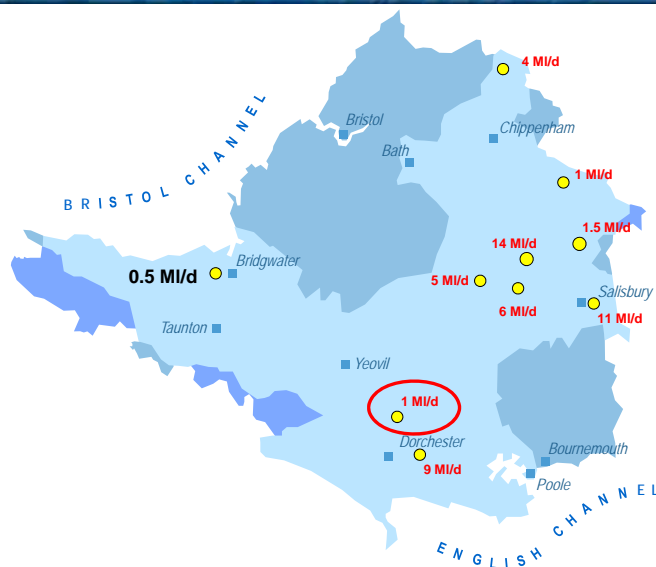 4 Ml/d
Bristol
Chippenham
Bath
BRISTOL CHANNEL
1 Ml/d
1.5 Ml/d
14 Ml/d
Bridgwater
0.5 Ml/d
5 Ml/d
Salisbury
6 Ml/d
11 Ml/d
Taunton
Yeovil
1 Ml/d
Dorchester
Bournemouth
9 Ml/d
Poole
ENGLISH CHANNEL